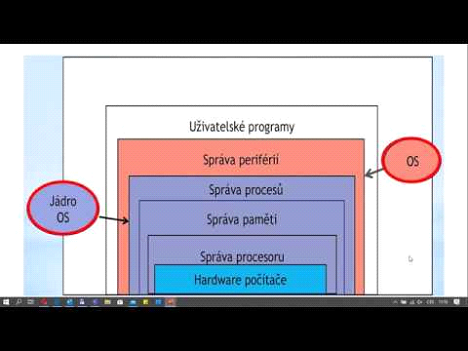 Uživatelské programy
Správa periférií
OS
Správa procesů
Jádro
OS
Správa paměti
Správa procesoru
Hardware počítače